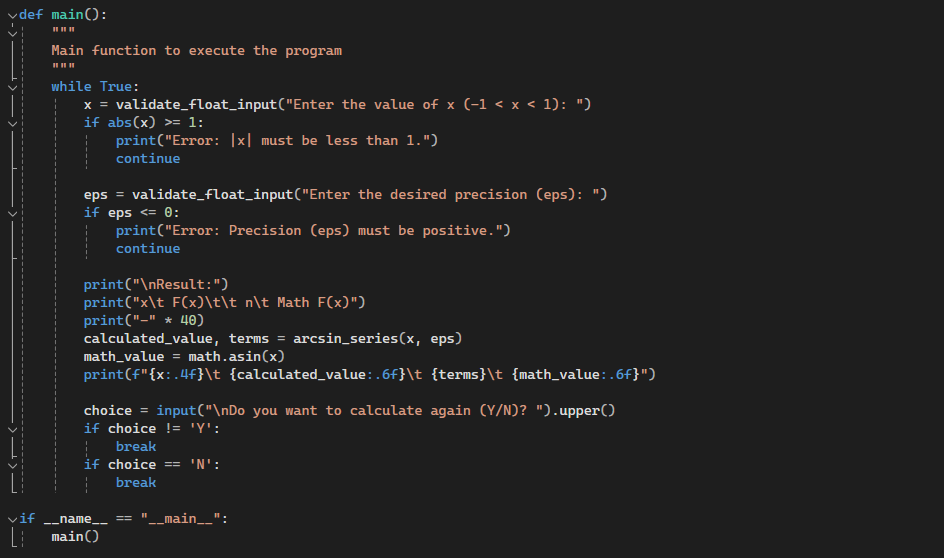 def main():
    """
    Main function to execute the program
    """
    while True:
        x = validate_float_input("Enter the value of x (-1 < x < 1): ")
        if abs(x) >= 1:
            print("Error: |x| must be less than 1.")
            continue

        eps = validate_float_input("Enter the desired precision (eps): ")
        if eps <= 0:
            print("Error: Precision (eps) must be positive.")
            continue

        print("\nResult:")
        print("x\t F(x)\t\t n\t Math F(x)")
        print("-" * 40)
        calculated_value, terms = arcsin_series(x, eps)
        math_value = math.asin(x)
        print(f"{x:.4f}\t {calculated_value:.6f}\t {terms}\t {math_value:.6f}")

        choice = input("\nDo you want to calculate again (Y/N)? ").upper()
        if choice != 'Y':
            break
        if choice == 'N':
            break

if __name__ == "__main__":
    main()